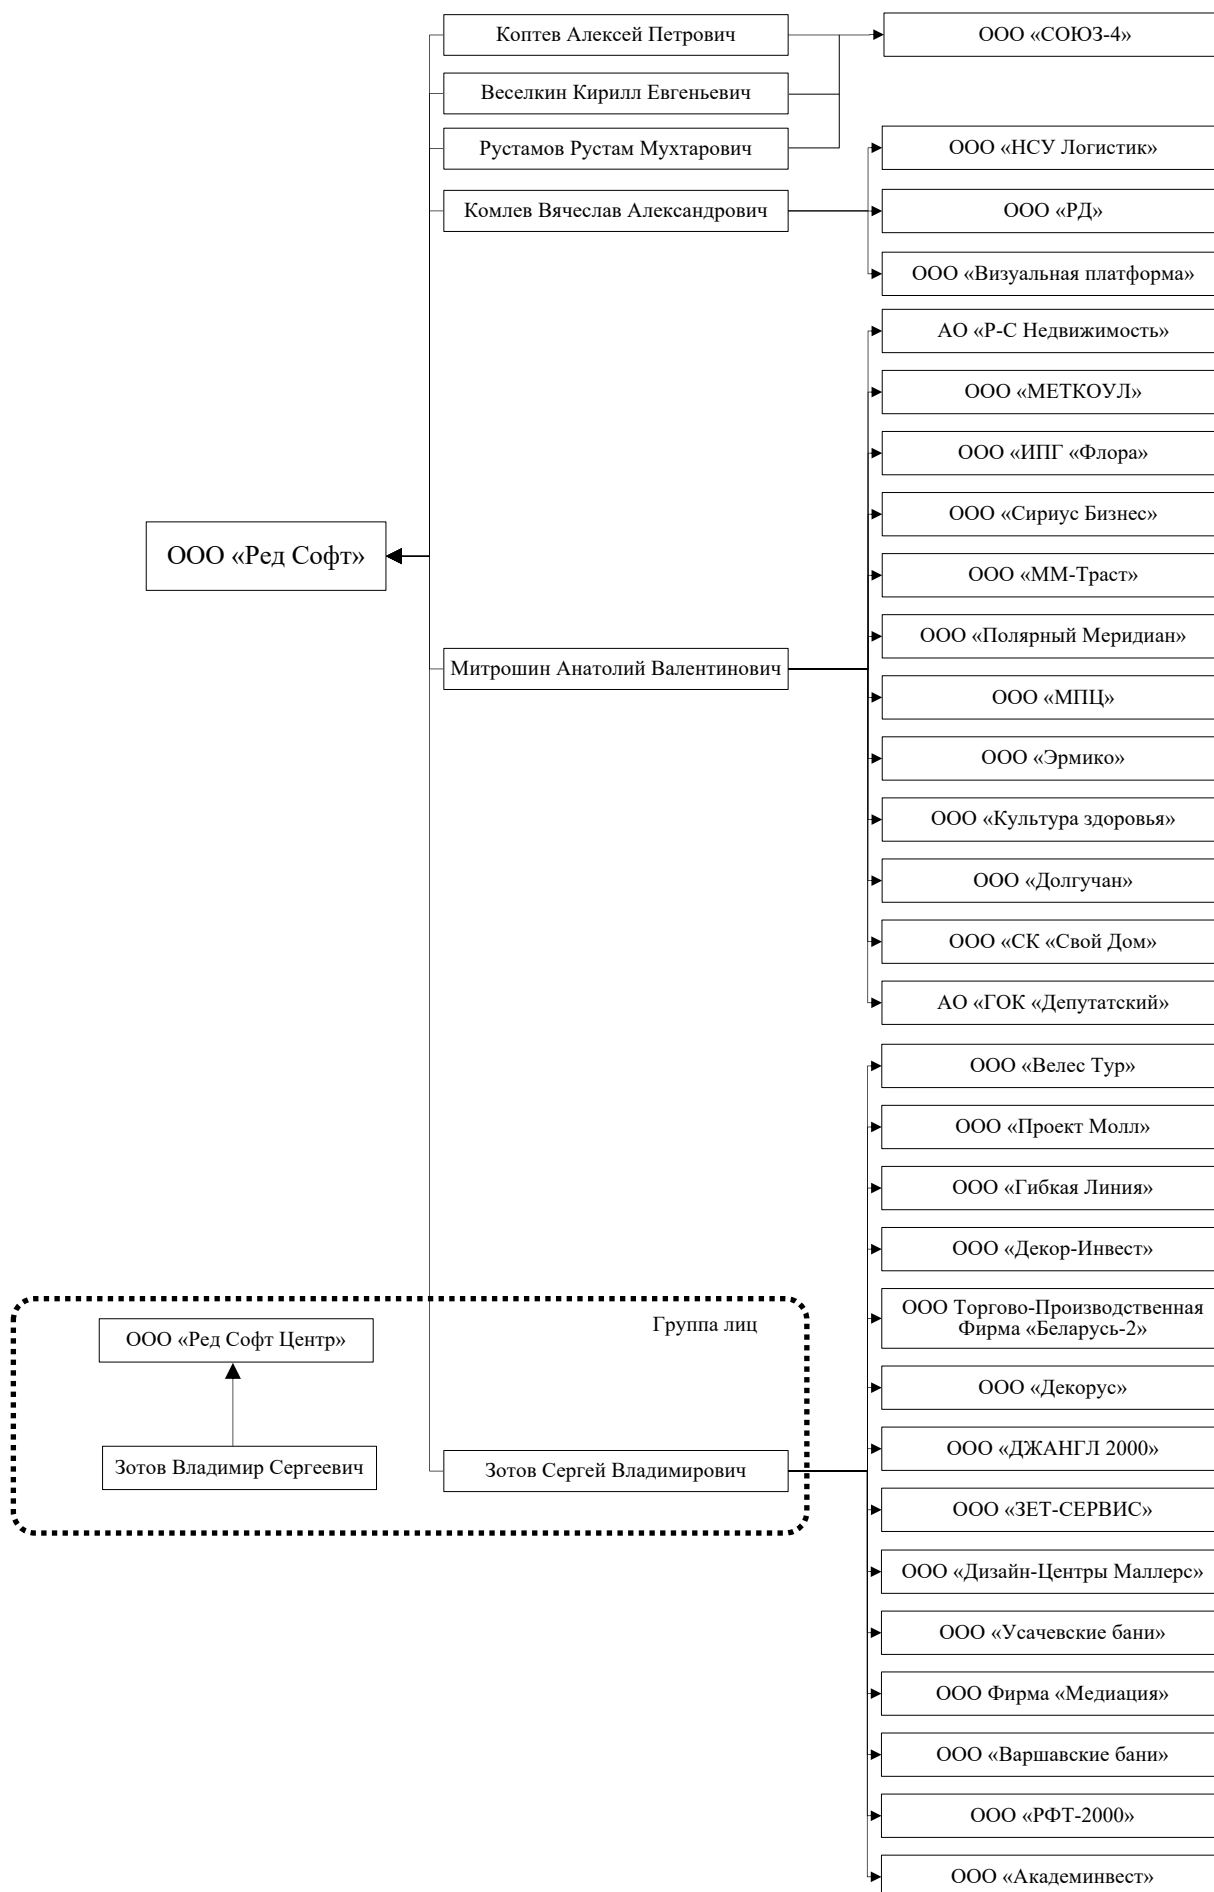 Коптев Алексей Петрович
ООО «СОЮЗ-4»
Веселкин Кирилл Евгеньевич
Рустамов Рустам Мухтарович
ООО «НСУ Логистик»
Комлев Вячеслав Александрович
ООО «РД»
ООО «Визуальная платформа»
АО «Р-С Недвижимость»
ООО «МЕТКОУЛ»
ООО «ИПГ «Флора»
ООО «Сириус Бизнес»
ООО «Ред Софт»
ООО «ММ-Траст»
ООО «Полярный Меридиан»
Митрошин Анатолий Валентинович
ООО «МПЦ»
ООО «Эрмико»
ООО «Культура здоровья»
ООО «Долгучан»
ООО «СК «Свой Дом»
АО «ГОК «Депутатский»
ООО «Велес Тур»
ООО «Проект Молл»
ООО «Гибкая Линия»
ООО «Декор-Инвест»
ООО Торгово-Производственная
Фирма «Беларусь-2»
Группа лиц
ООО «Ред Софт Центр»
ООО «Декорус»
ООО «ДЖАНГЛ 2000»
Зотов Владимир Сергеевич
Зотов Сергей Владимирович
ООО «ЗЕТ-СЕРВИС»
ООО «Дизайн-Центры Маллерс»
ООО «Усачевские бани»
ООО Фирма «Медиация»
ООО «Варшавские бани»
ООО «РФТ-2000»
ООО «Академинвест»